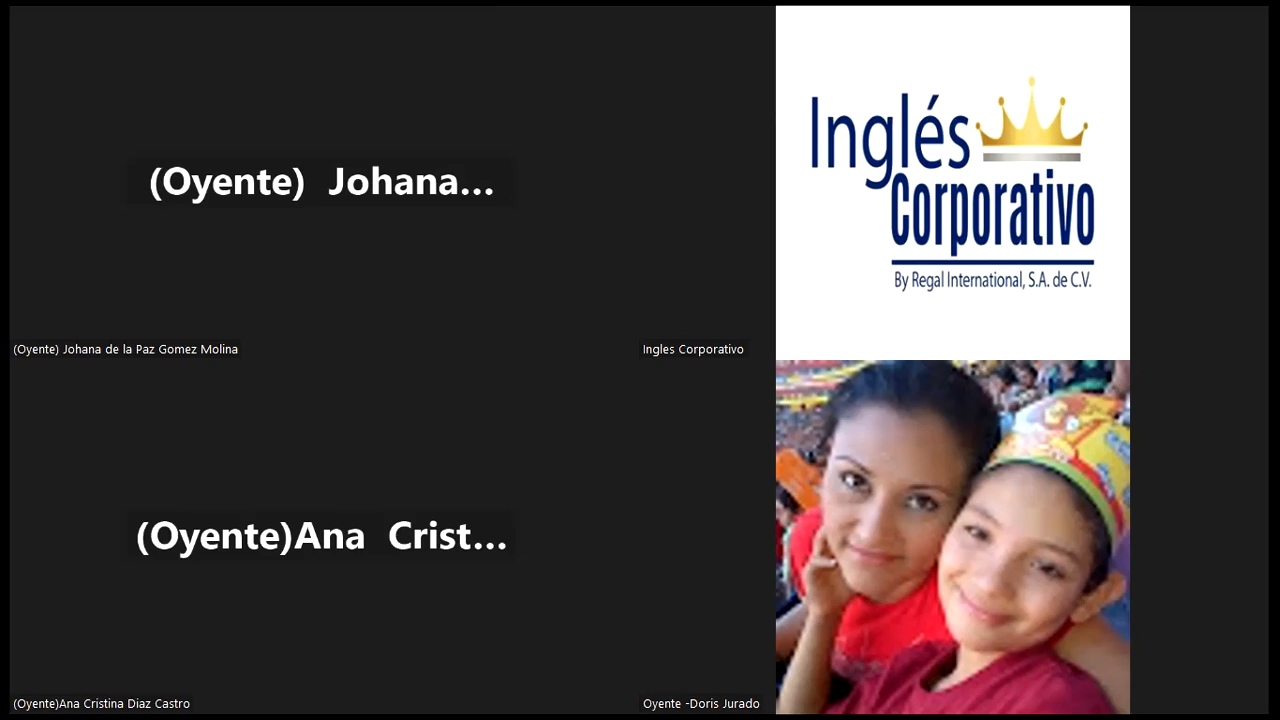 (Oyente) Johana...
(Oyente) Johana de la Paz Gomez Molina
Inglés
Corporativo
By Regal International, S.A. de C.V.
Ingles Corporativo
(Oyente)Ana Crist...
(Oyente)Ana Cristina Diaz Castro
Oyente -Doris Jurado